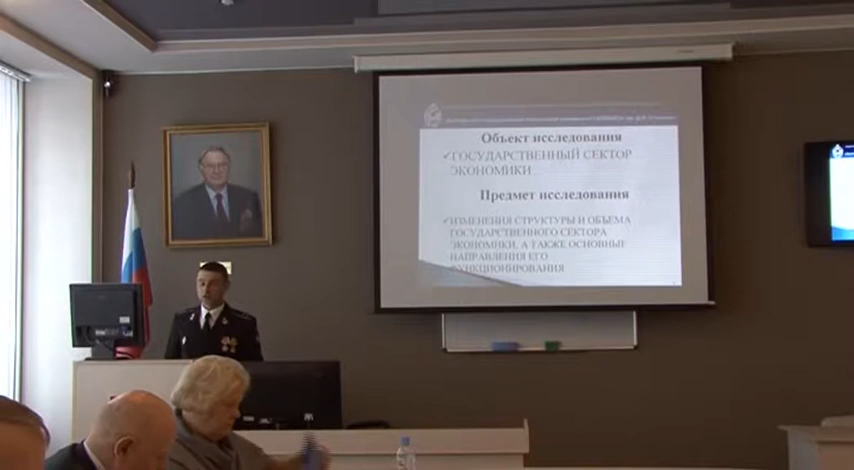 Объект исследования
✓ГОСУДАРСТВЕННЫЙ СЕКТОР
ЭКОНОМИКИ
Предмет исследования
✓ИЗМЕНЕНИЯ СТРУКТУРЫ И ОБЪЕМА
ГОСУДАРСТВЕННОГО СЕКТОРА
ЭКОНОМИКИ, А ТАКЖЕ ОСНОВНЫЕ
НАПРАВЛЕНИЯ ЕГО
ФУНКЦИОНИРОВАНИЯ